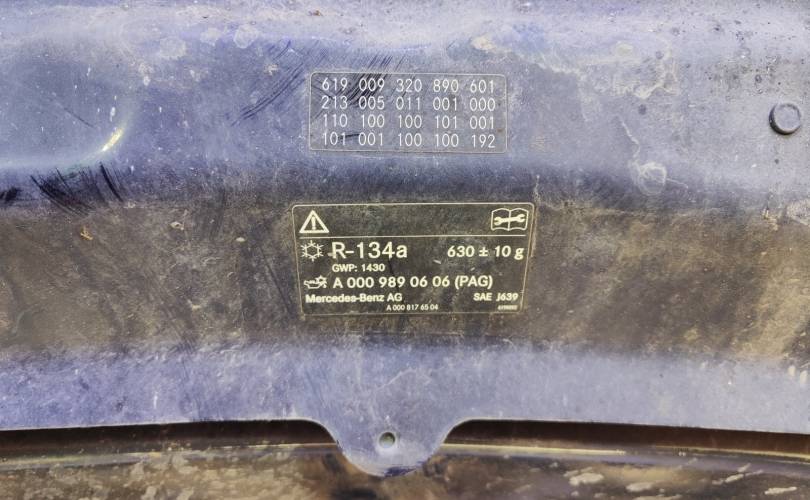 619 009 320 890 601
213 005 011 001 000
110 100 100 101 001
101 001 100 100 192
R-134a 630 ± 10 g
GWP: 1430
A 000 989 06 06 (PAG)
Mercedes-Benz AG SAE J639
A 000 817 65 04